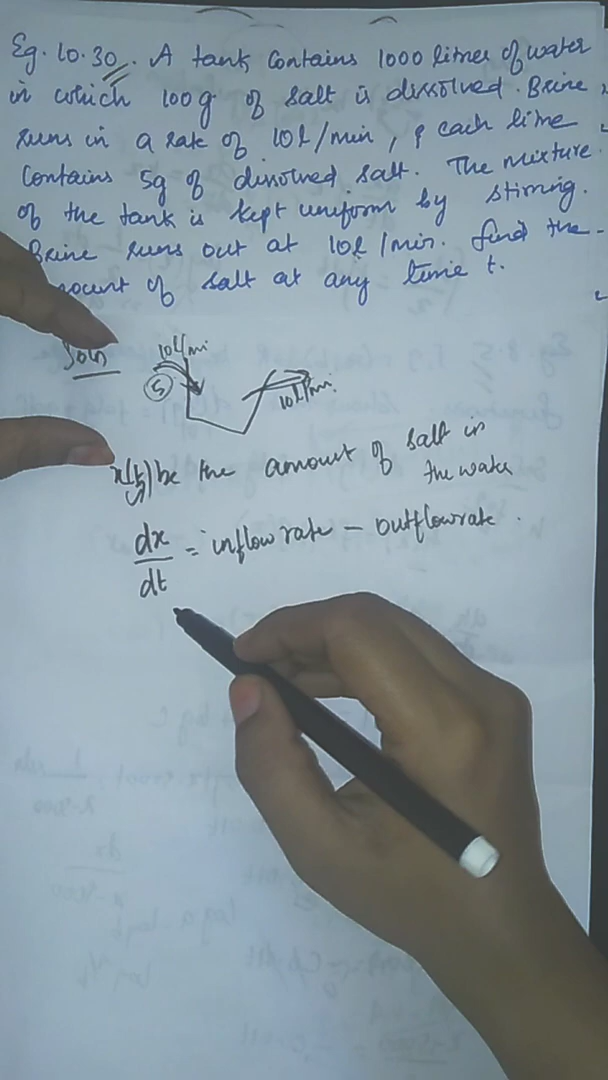 Eg. 10.30. A tank contains 1000 litres of water
in which 100g of salt is dissolved. Brine
runs in a rate of 10l/min, & each litre
contains 5g of dissolved salt. The mixture
of the tank is kept uniform by stirring.
Brine runs out at 10l/min. find the
ount of salt at any time t.
Soln
10l/mi
5
10l/min.
x(t) be the amount of salt in
the water
dx/dt = inflow rate - outflow rate.